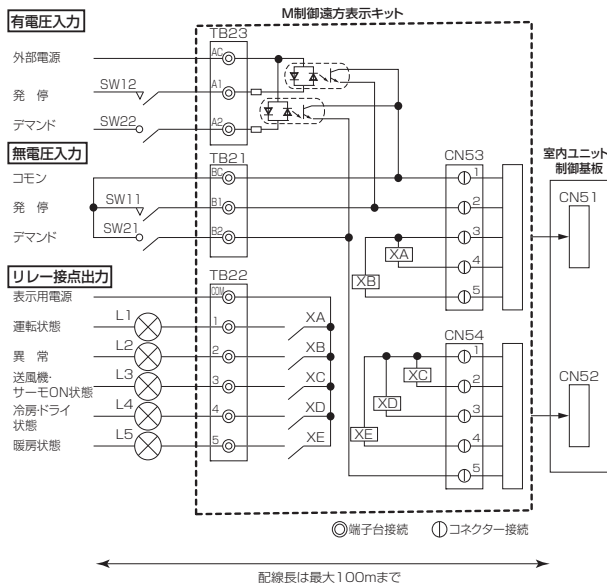 M制御遠方表示キット
有電圧入力
TB23
外部電源
AC
発 停
SW12
A1
デマンド
SW22
A2
無電圧入力
TB21
CN53
室内ユニット
制御基板
コモン
BC
1
CN51
発 停
SW11
B1
2
デマンド
SW21
B2
3
XA
4
XB
5
リレー接点出力
TB22
表示用電源
COM
運転状態
L1
1
XA
CN54
異 常
L2
2
XB
1
送風機・
サーモON状態
L3
3
XC
XC
2
CN52
冷房・ドライ
状態
L4
4
XD
XD
3
暖房状態
L5
5
XE
XE
4
5
端子台接続
コネクター接続
配線長は最大100mまで